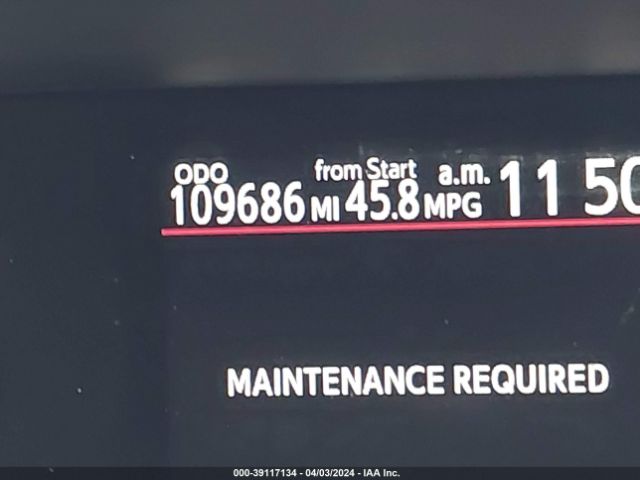 ODO from Start a.m. 11 50
109686 MI 45.8 MPG
MAINTENANCE REQUIRED
000-39117134 - 04/03/2024 - IAA Inc.